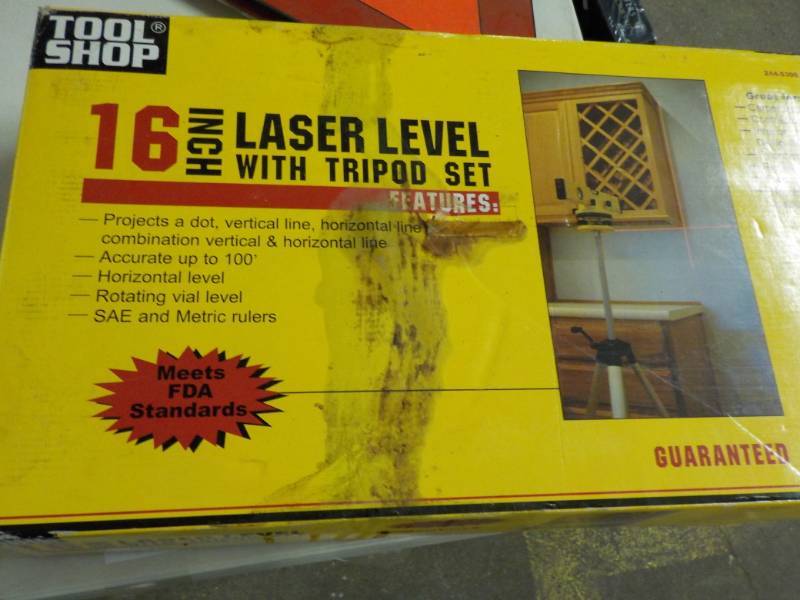 TOOL®
SHOP
16 INCH LASER LEVEL
WITH TRIPOD SET
FEATURES:
— Projects a dot, vertical line, horizontal line
combination vertical & horizontal line
— Accurate up to 100'
— Horizontal level
— Rotating vial level
— SAE and Metric rulers
Meets
FDA
Standards
GUARANTEED